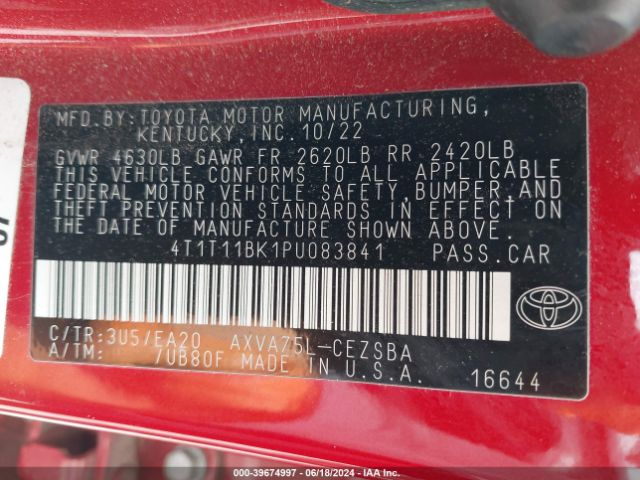 MFD.BY:TOYOTA MOTOR MANUFACTURING,
KENTUCKY, INC. 10/22
GVWR 4630LB GAWR FR 2620LB RR 2420LB
THIS VEHICLE CONFORMS TO ALL APPLICABLE
FEDERAL MOTOR VEHICLE SAFETY, BUMPER,AND
THEFT PREVENTION STANDARDS IN EFFECT ON
THE DATE OF MANUFACTURE SHOWN ABOVE.
4T1T11BK1PU083841 PASS.CAR
C/TR:3U5/EA20 AXVA75L-CEZSBA
A/TM: /UB80F MADE IN U.S.A.
16644
000-39674997 - 06/18/2024 - IAA Inc.